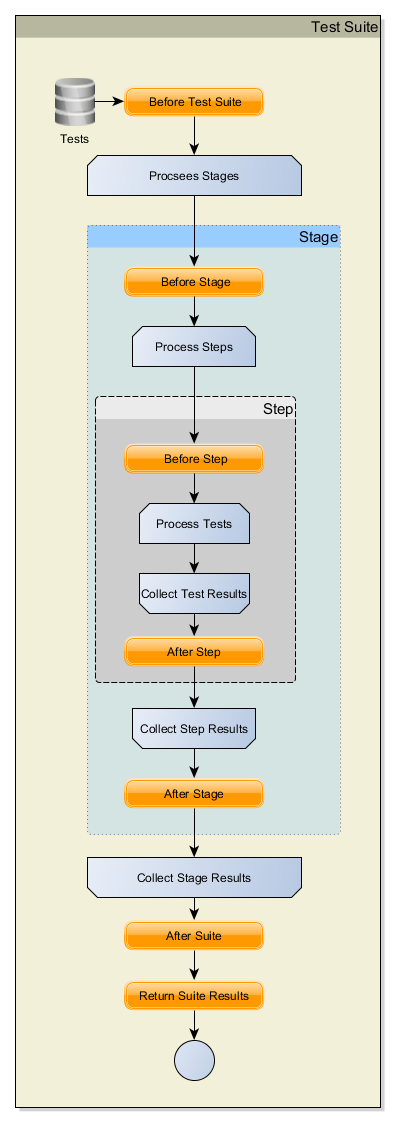 Test Suite
Before Test Suite
Tests
Procsees Stages
Stage
Before Stage
Process Steps
Step
Before Step
Process Tests
Collect Test Results
After Step
Collect Step Results
After Stage
Collect Stage Results
After Suite
Return Suite Results